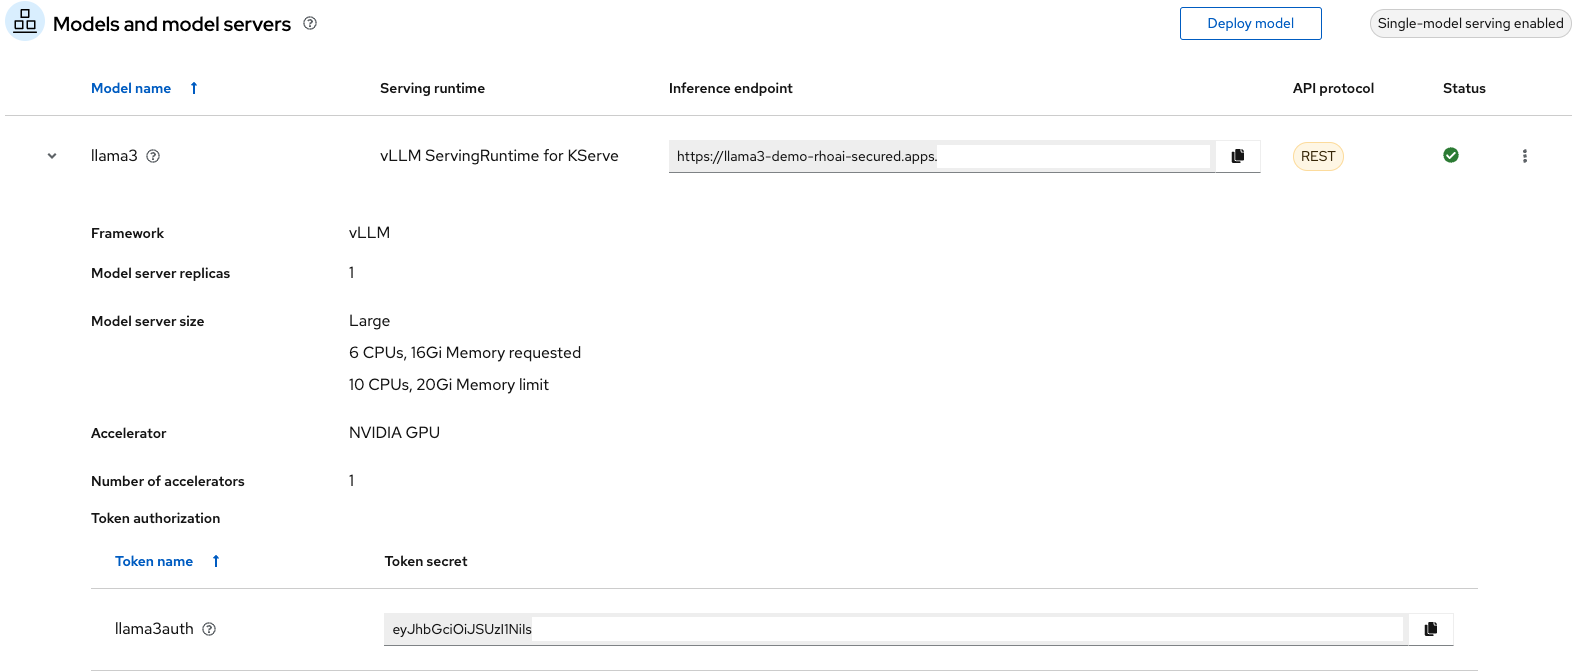 Models and model servers
Deploy model
Single-model serving enabled
Model name Serving runtime Inference endpoint API protocol Status
llama3 vLLM ServingRuntime for KServe https://llama3-demo-rhoai-secured.apps. REST
Framework vLLM
Model server replicas 1
Model server size Large
6 CPUs, 16Gi Memory requested
10 CPUs, 20Gi Memory limit
Accelerator NVIDIA GPU
Number of accelerators 1
Token authorization
Token name Token secret
llama3auth eyJhbGciOiJSUzI1NiIs